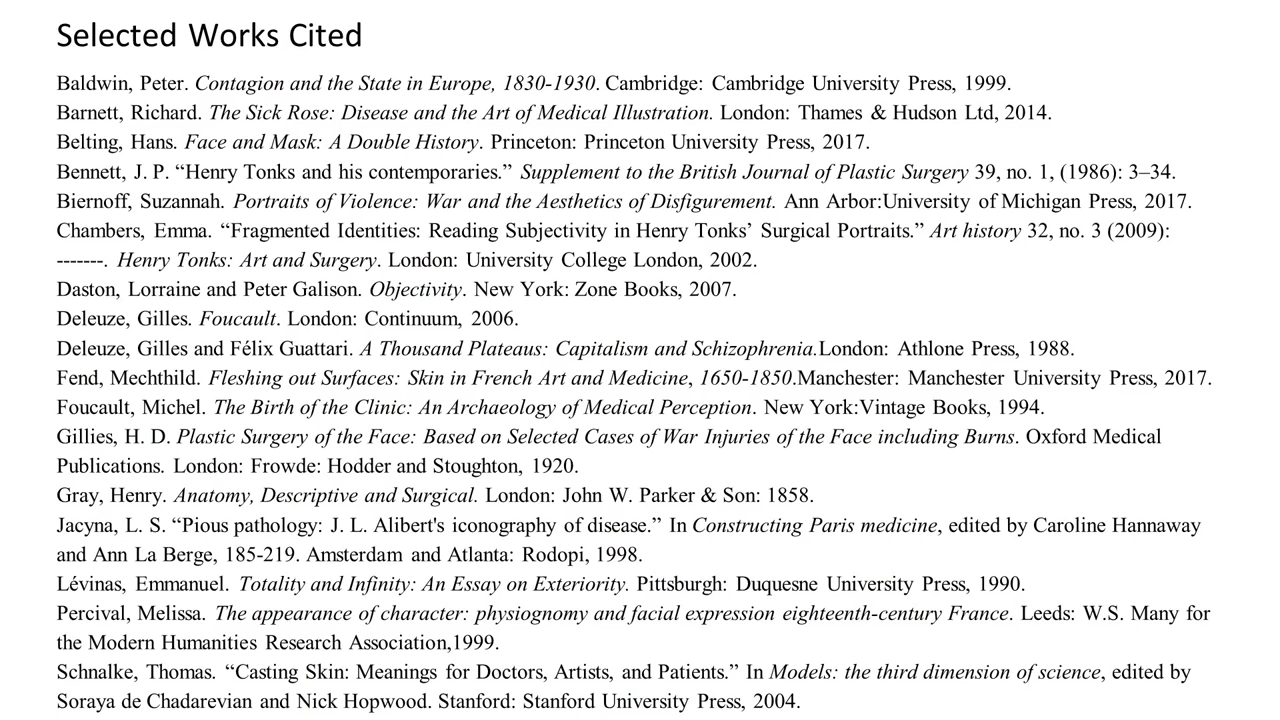 Selected Works Cited
Baldwin, Peter. Contagion and the State in Europe, 1830-1930. Cambridge: Cambridge University Press, 1999.
Barnett, Richard. The Sick Rose: Disease and the Art of Medical Illustration. London: Thames & Hudson Ltd, 2014.
Belting, Hans. Face and Mask: A Double History. Princeton: Princeton University Press, 2017.
Bennett, J. P. “Henry Tonks and his contemporaries.” Supplement to the British Journal of Plastic Surgery 39, no. 1, (1986): 3–34.
Biernoff, Suzannah. Portraits of Violence: War and the Aesthetics of Disfigurement. Ann Arbor:University of Michigan Press, 2017.
Chambers, Emma. “Fragmented Identities: Reading Subjectivity in Henry Tonks’ Surgical Portraits.” Art history 32, no. 3 (2009):
-------. Henry Tonks: Art and Surgery. London: University College London, 2002.
Daston, Lorraine and Peter Galison. Objectivity. New York: Zone Books, 2007.
Deleuze, Gilles. Foucault. London: Continuum, 2006.
Deleuze, Gilles and Félix Guattari. A Thousand Plateaus: Capitalism and Schizophrenia.London: Athlone Press, 1988.
Fend, Mechthild. Fleshing out Surfaces: Skin in French Art and Medicine, 1650-1850.Manchester: Manchester University Press, 2017.
Foucault, Michel. The Birth of the Clinic: An Archaeology of Medical Perception. New York:Vintage Books, 1994.
Gillies, H. D. Plastic Surgery of the Face: Based on Selected Cases of War Injuries of the Face including Burns. Oxford Medical
Publications. London: Frowde: Hodder and Stoughton, 1920.
Gray, Henry. Anatomy, Descriptive and Surgical. London: John W. Parker & Son: 1858.
Jacyna, L. S. “Pious pathology: J. L. Alibert's iconography of disease.” In Constructing Paris medicine, edited by Caroline Hannaway
and Ann La Berge, 185-219. Amsterdam and Atlanta: Rodopi, 1998.
Lévinas, Emmanuel. Totality and Infinity: An Essay on Exteriority. Pittsburgh: Duquesne University Press, 1990.
Percival, Melissa. The appearance of character: physiognomy and facial expression eighteenth-century France. Leeds: W.S. Many for
the Modern Humanities Research Association,1999.
Schnalke, Thomas. “Casting Skin: Meanings for Doctors, Artists, and Patients.” In Models: the third dimension of science, edited by
Soraya de Chadarevian and Nick Hopwood. Stanford: Stanford University Press, 2004.